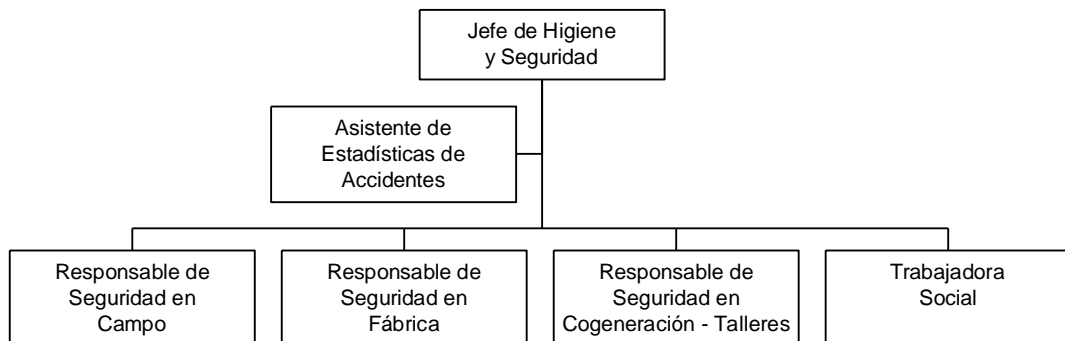 Jefe de Higiene
y Seguridad
Asistente de
Estadísticas de
Accidentes
Responsable de
Seguridad en
Campo
Responsable de
Seguridad en
Fábrica
Responsable de
Seguridad en
Cogeneración - Talleres
Trabajadora
Social